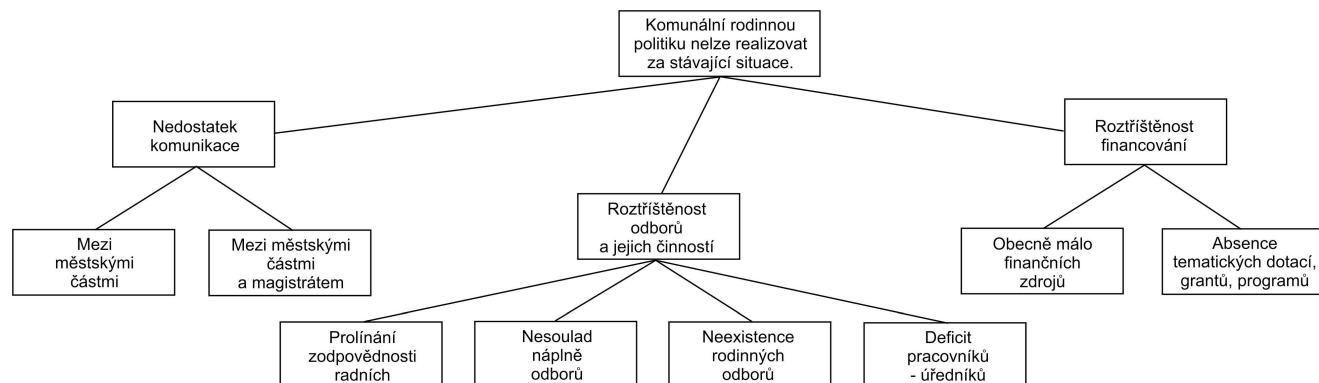 Komunální rodinnou
politiku nelze realizovat
za stávající situace.
Nedostatek
komunikace
Roztříštěnost
financování
Roztříštěnost
odborů
a jejich činností
Mezi
městskými
částmi
Mezi městskými
částmi
a magistrátem
Obecně málo
finančních
zdrojů
Absence
tematických dotací,
grantů, programů
Prolínání
zodpovědnosti
radních
Nesoulad
náplně
odborů
Neexistence
rodinných
odborů
Deficit
pracovníků
- úředníků